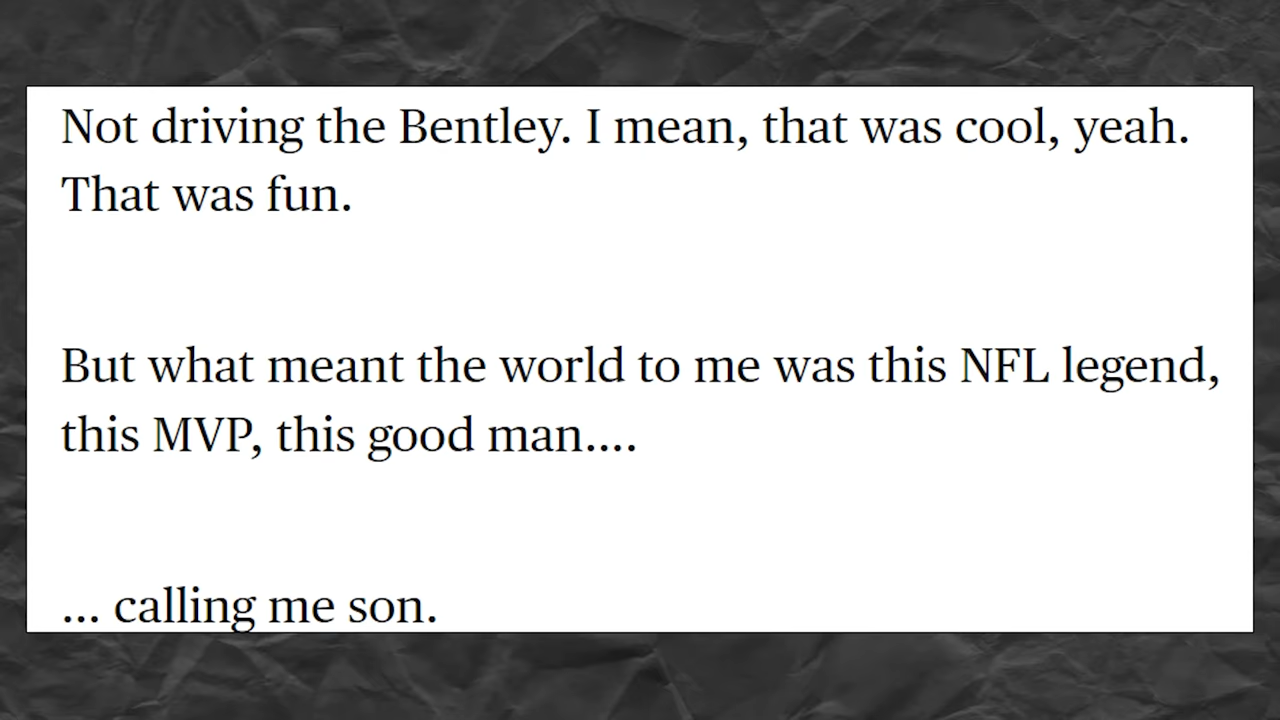 Not driving the Bentley. I mean, that was cool, yeah.
That was fun.
But what meant the world to me was this NFL legend,
this MVP, this good man....
... calling me son.